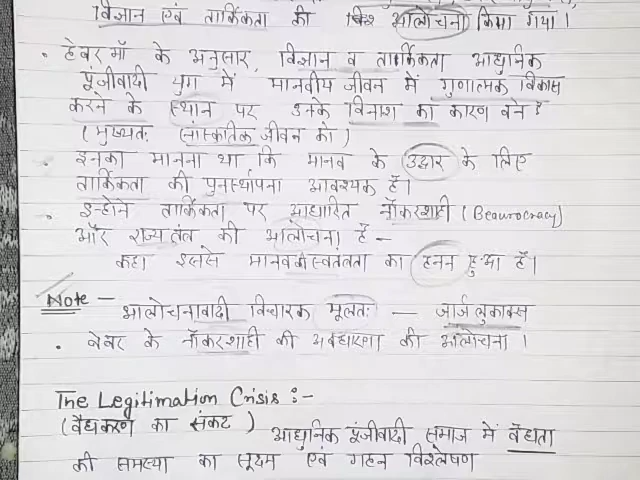 विज्ञान एवं तार्किकता की आलोचना किया गया।
• हेबरमॉ के अनुसार, विज्ञान व तार्किकता आधुनिक
पूंजीवादी युग में मानवीय जीवन में गुणात्मक विकास
करने के स्थान पर उनके विनाश का कारण बने है
(मुख्यतः सांस्कृतिक जीवन को)
• इनका मानना था कि मानव के उद्धार के लिए
तार्किकता की पुनर्स्थापना आवश्यक है।
• इन्होने तार्किकता पर आधारित नौकरशाही (Beaurocracy)
और राज्यतंत्र की आलोचना है –
कहा इससे मानव की स्वतंत्रता का हनन हुआ है।
Note – आलोचनावादी विचारक मूलतः – जार्ज लुकाक्स
• वेबर के नौकरशाही की अवधारणा की आलोचना।
The Legitimation Crisis :-
(वैधकरण का संकट) आधुनिक पूंजीवादी समाज में वैधता
की समस्या का सूक्ष्म एवं गहन विश्लेषण